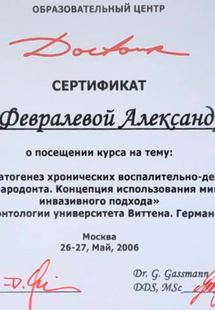 ОБРАЗОВАТЕЛЬНЫЙ ЦЕНТР
Doctor
СЕРТИФИКАТ
Февралевой Александ
о посещении курса на тему:
атогенез хронических воспалительно-де
ародонта. Концепция использования ми
инвазивного подхода»
онтологии университета Виттена. Герман
Москва
26-27, Май, 2006
Dr. G. Gassmann
DDS, MSc